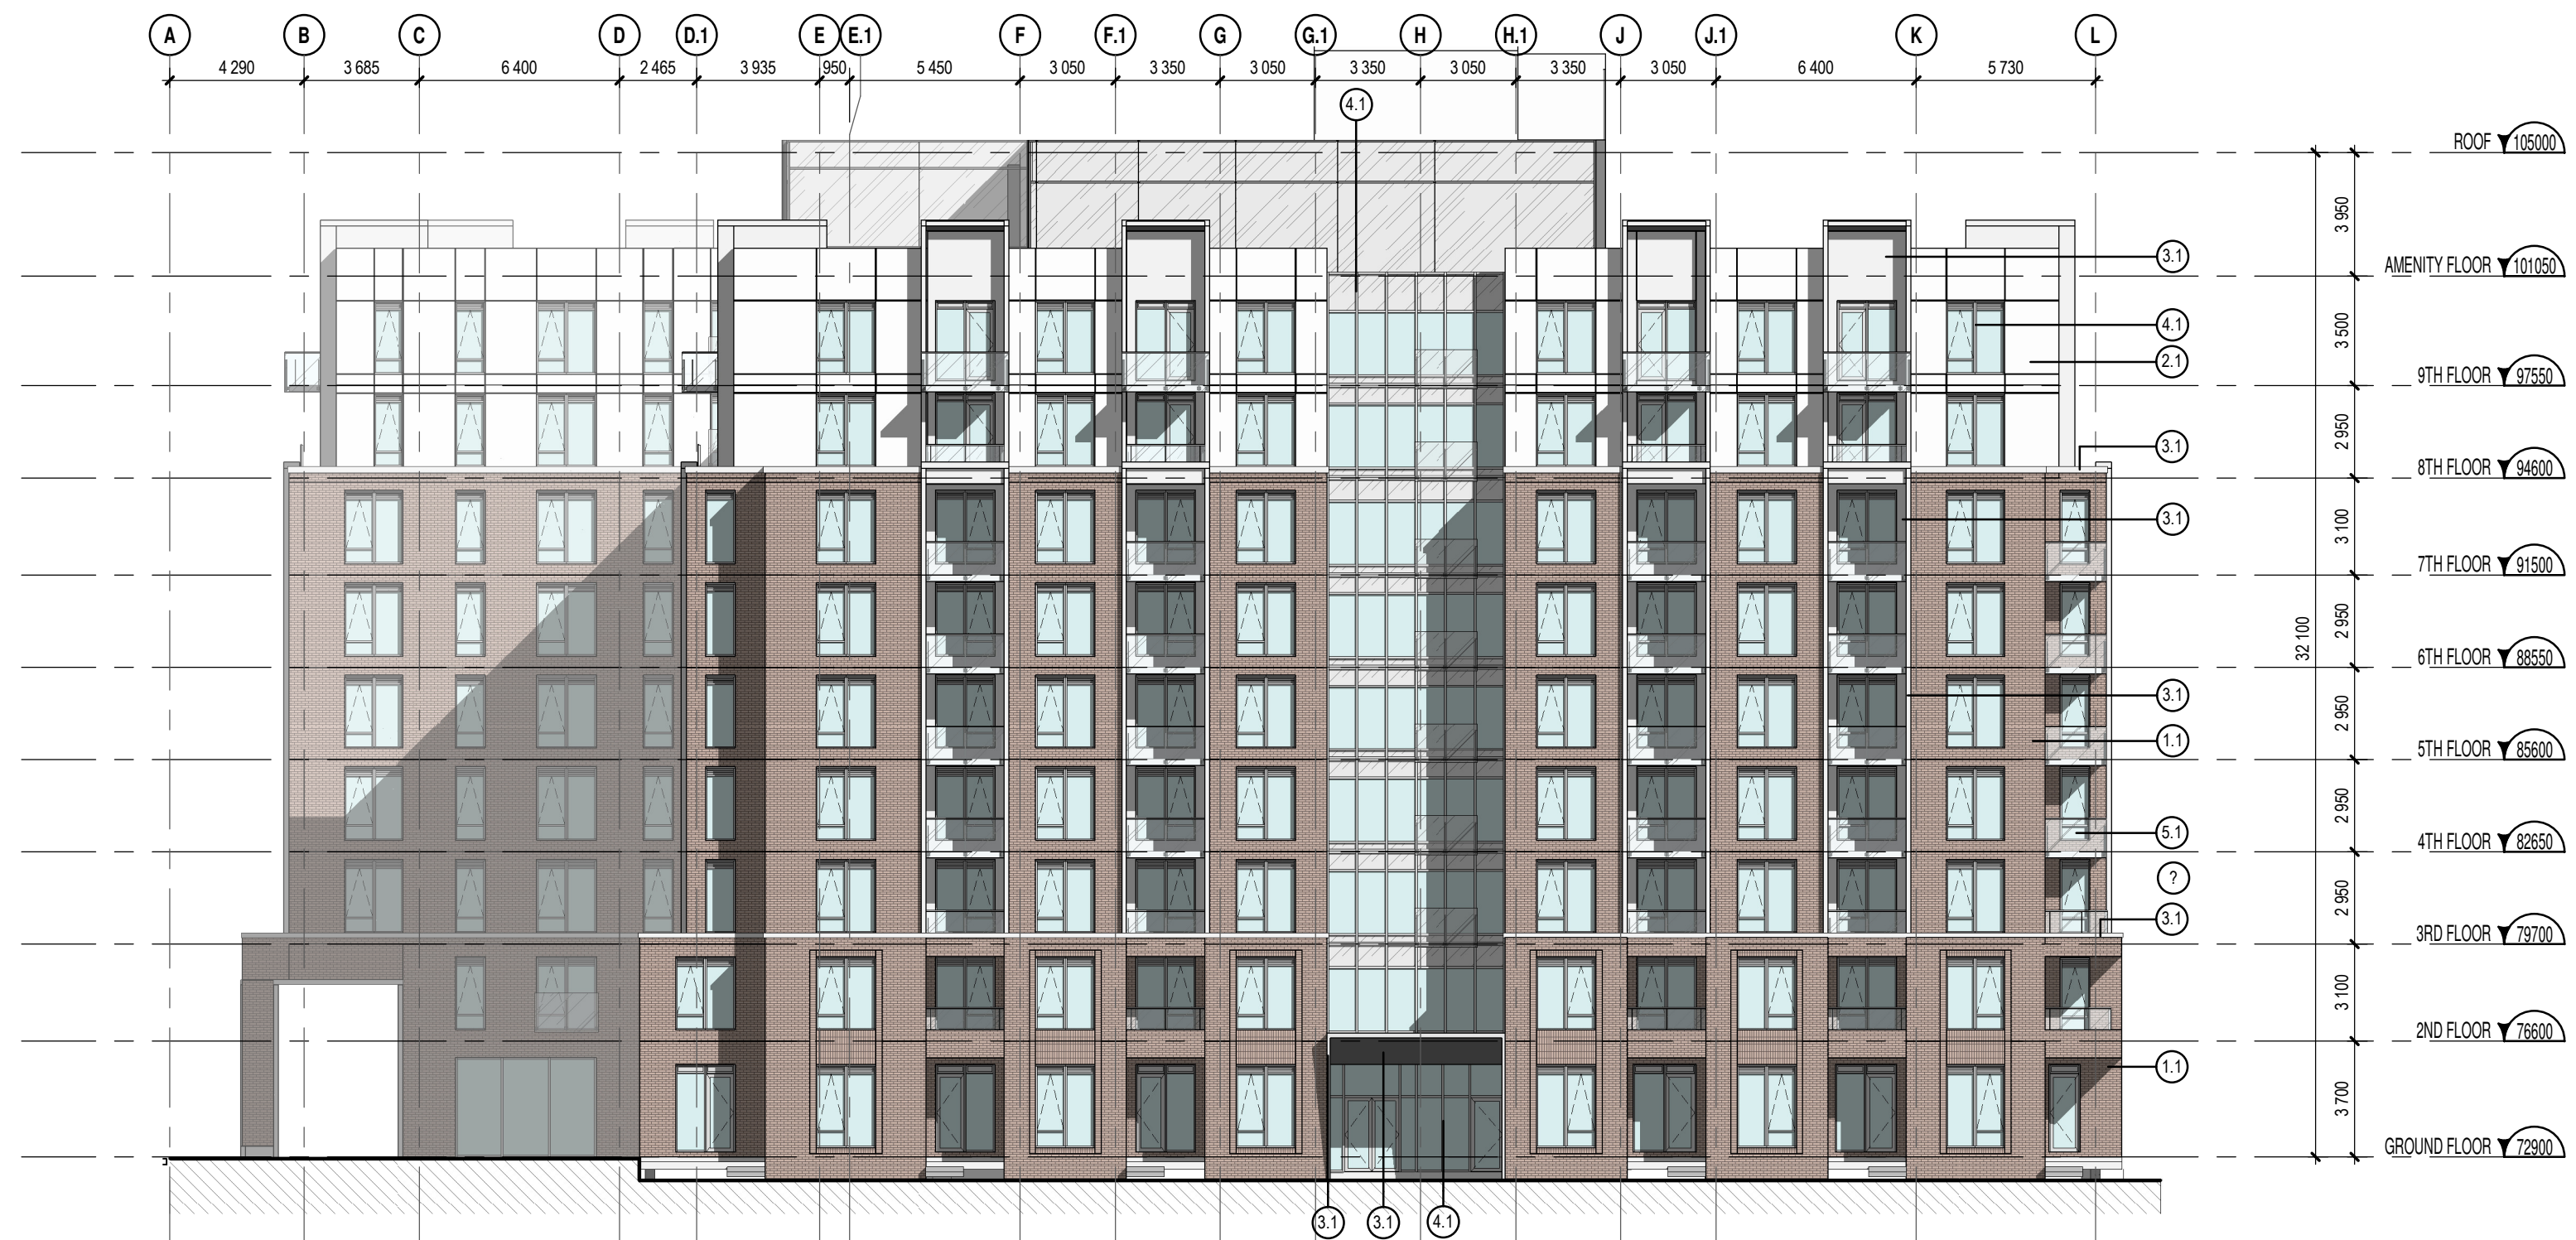 A B C D D.1 E E.1 F F.1 G G.1 H H.1 J J.1 K L
4 290 3 685 6 400 2 465 3 935 950 5 450 3 050 3 350 3 050 3 350 3 050 3 350 3 050 6 400 5 730
4.1
ROOF 105000
3 950
3.1
AMENITY FLOOR 101050
4.1
3 500
2.1
9TH FLOOR 97550
2 950
3.1
8TH FLOOR 94600
3.1
3 100
7TH FLOOR 91500
2 950
32 100
6TH FLOOR 88550
3.1
2 950
1.1
5TH FLOOR 85600
2 950
5.1
4TH FLOOR 82650
?
2 950
3.1
3RD FLOOR 79700
3 100
2ND FLOOR 76600
1.1
3 700
GROUND FLOOR 72900
3.1 3.1 4.1